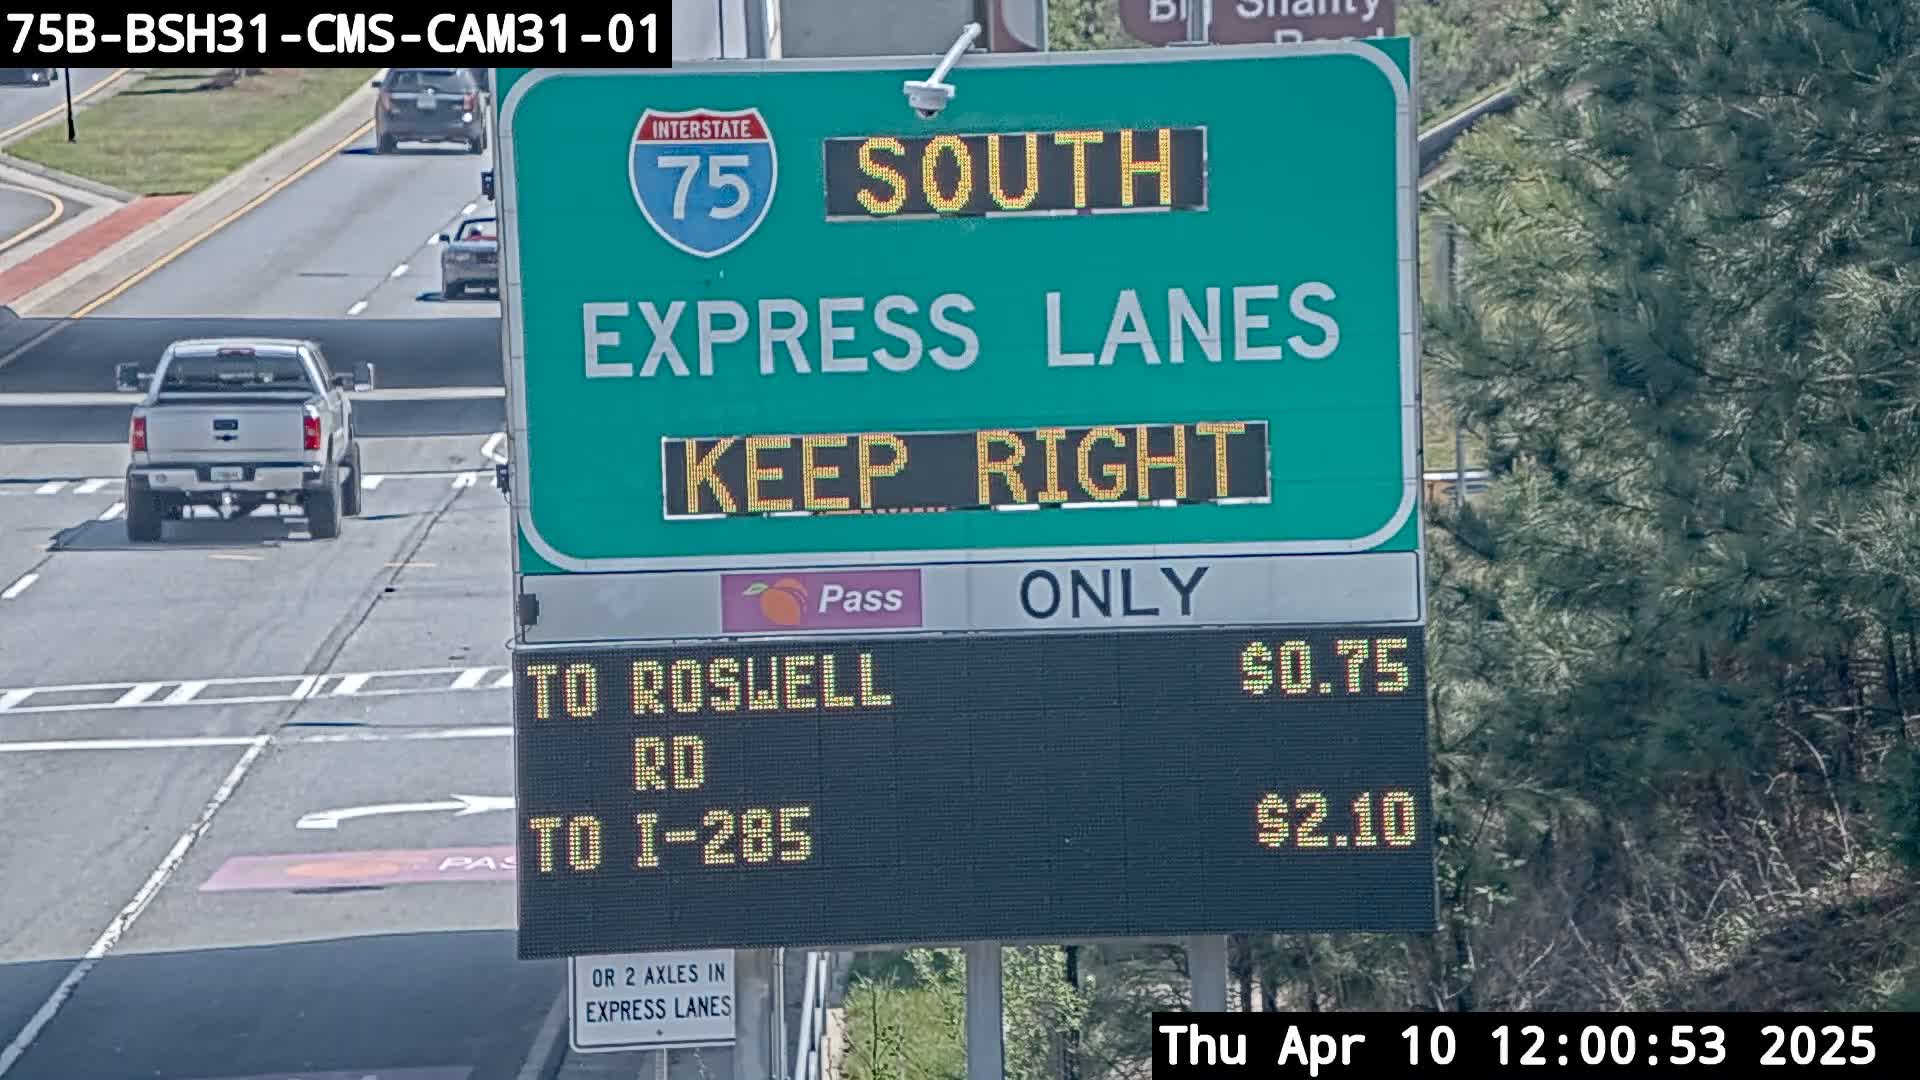 75B-BSH31-CMS-CAM31-01
Shanty
INTERSTATE
75
SOUTH
EXPRESS LANES
KEEP RIGHT
Pass ONLY
TO ROSWELL $0.75
RD
TO I-285 $2.10
OR 2 AXLES IN
EXPRESS LANES
Thu Apr 10 12:00:53 2025